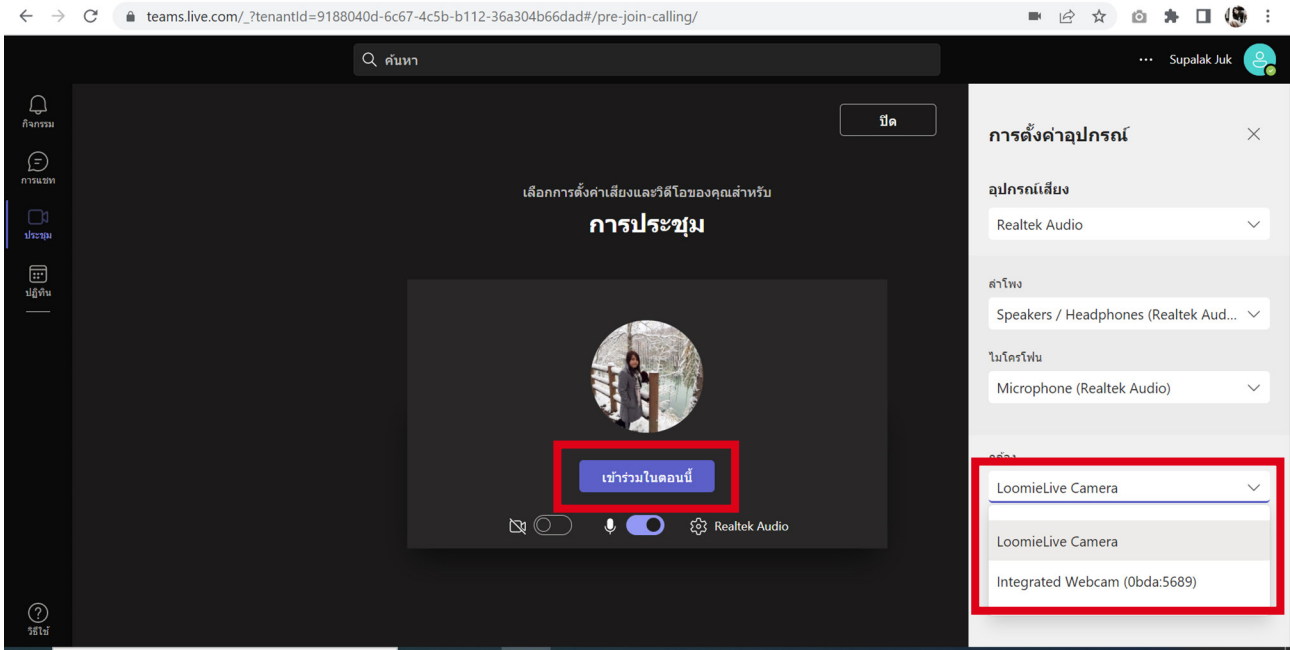 teams.live.com/_?tenantId=9188040d-6c67-4c5b-b112-36a304b66dad#/pre-join-calling/
ค้นหา
Supalak Juk
กิจกรรม
การแชท
ประชุม
ปฏิทิน
วิธีใช้
ปิด
เลือกการตั้งค่าเสียงและวิดีโอของคุณสำหรับ
การประชุม
เข้าร่วมในตอนนี้
Realtek Audio
การตั้งค่าอุปกรณ์
อุปกรณ์เสียง
Realtek Audio
ลำโพง
Speakers / Headphones (Realtek Aud...
ไมโครโฟน
Microphone (Realtek Audio)
LoomieLive Camera
LoomieLive Camera
Integrated Webcam (0bda:5689)